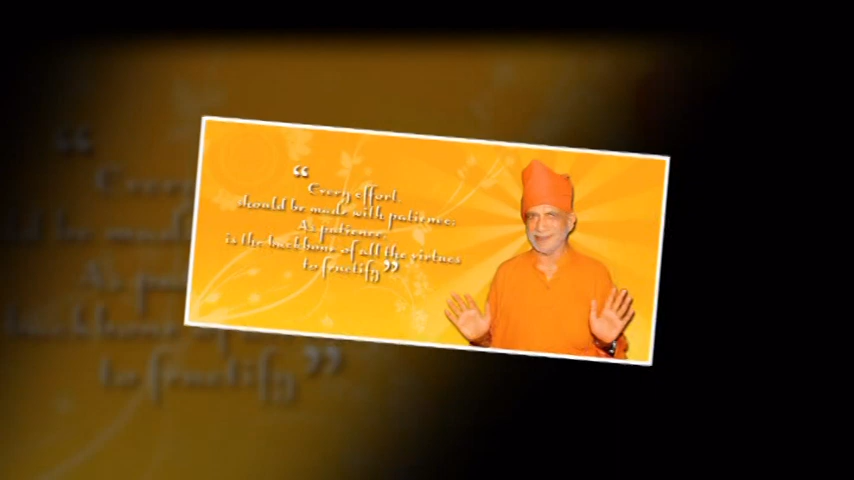 “Every effort,
should be made with patience;
As patience
is the backbone of all the virtues
to fructify”